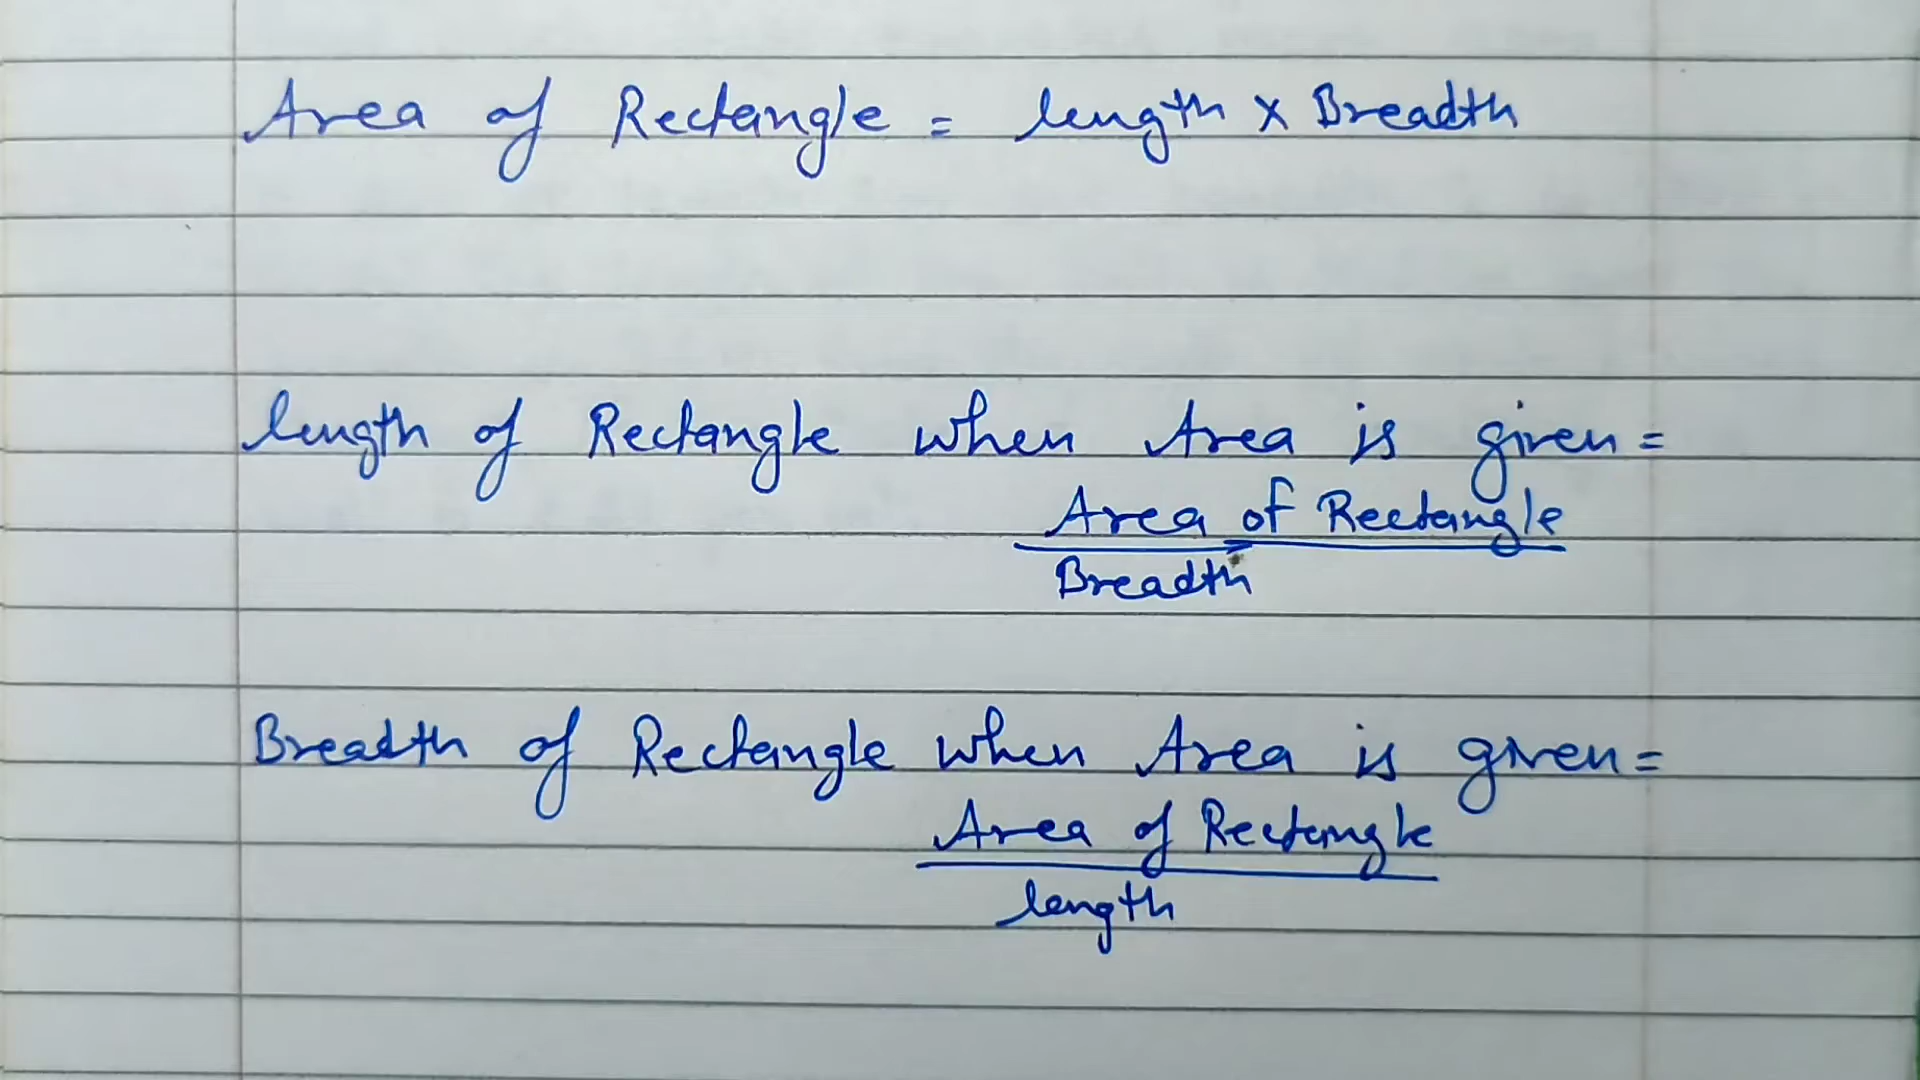 Area of Rectangle = length x Breadth
length of Rectangle when Area is given =
Area of Rectangle
Breadth
Breadth of Rectangle when Area is given =
Area of Rectangle
length